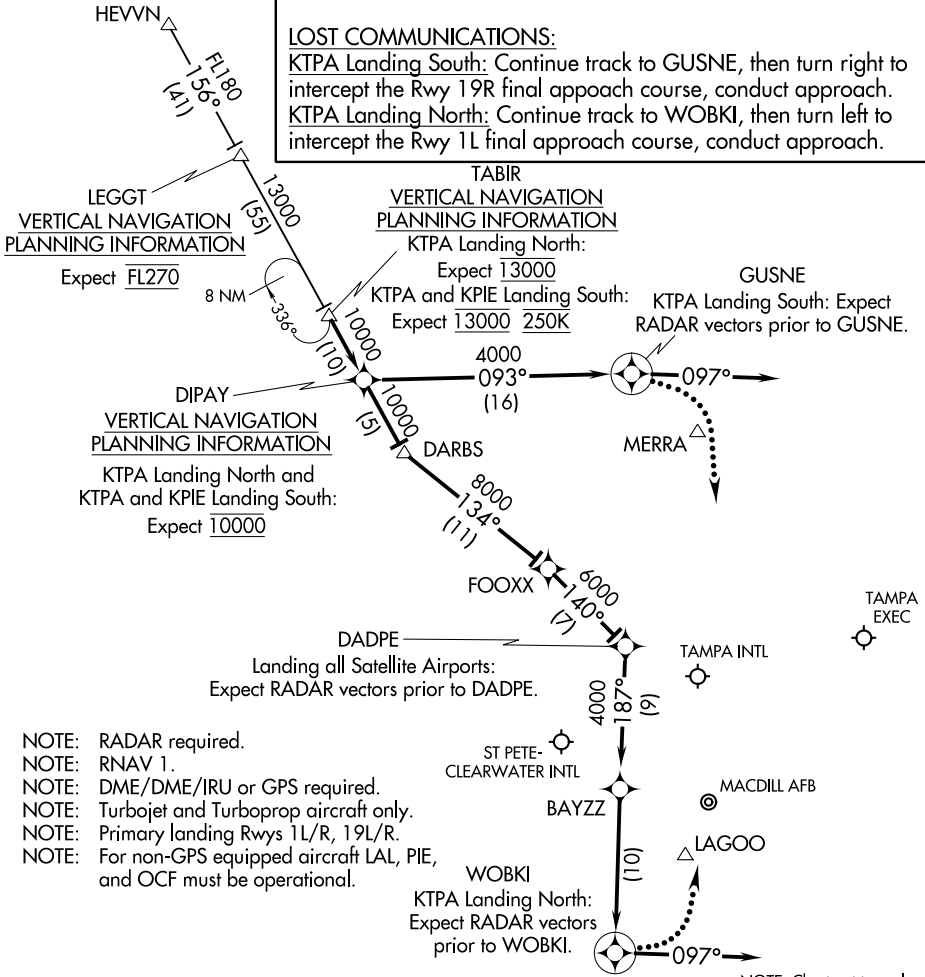 HEVVN
FL180
156°
(41)
LOST COMMUNICATIONS:
KTPA Landing South: Continue track to GUSNE, then turn right to
intercept the Rwy 19R final appoach course, conduct approach.
KTPA Landing North: Continue track to WOBKI, then turn left to
intercept the Rwy 1L final approach course, conduct approach.
LEGGT
VERTICAL NAVIGATION
PLANNING INFORMATION
Expect FL270
13000
(55)
TABIR
VERTICAL NAVIGATION
PLANNING INFORMATION
KTPA Landing North:
Expect 13000
KTPA and KPIE Landing South:
Expect 13000 250K
8 NM
336°
10000
(10)
GUSNE
KTPA Landing South: Expect
RADAR vectors prior to GUSNE.
4000
093°
(16)
097°
MERRA
DIPAY
VERTICAL NAVIGATION
PLANNING INFORMATION
KTPA Landing North and
KTPA and KPIE Landing South:
Expect 10000
10000
(5)
DARBS
8000
134°
(11)
FOOXX
6000
140°
(7)
TAMPA
EXEC
DADPE
Landing all Satellite Airports:
Expect RADAR vectors prior to DADPE.
TAMPA INTL
4000
187°
(9)
NOTE: RADAR required.
NOTE: RNAV 1.
NOTE: DME/DME/IRU or GPS required.
NOTE: Turbojet and Turboprop aircraft only.
NOTE: Primary landing Rwys 1L/R, 19L/R.
NOTE: For non-GPS equipped aircraft LAL, PIE,
and OCF must be operational.
ST PETE-
CLEARWATER INTL
BAYZZ
MACDILL AFB
(10)
LAGOO
WOBKI
KTPA Landing North:
Expect RADAR vectors
prior to WOBKI.
097°